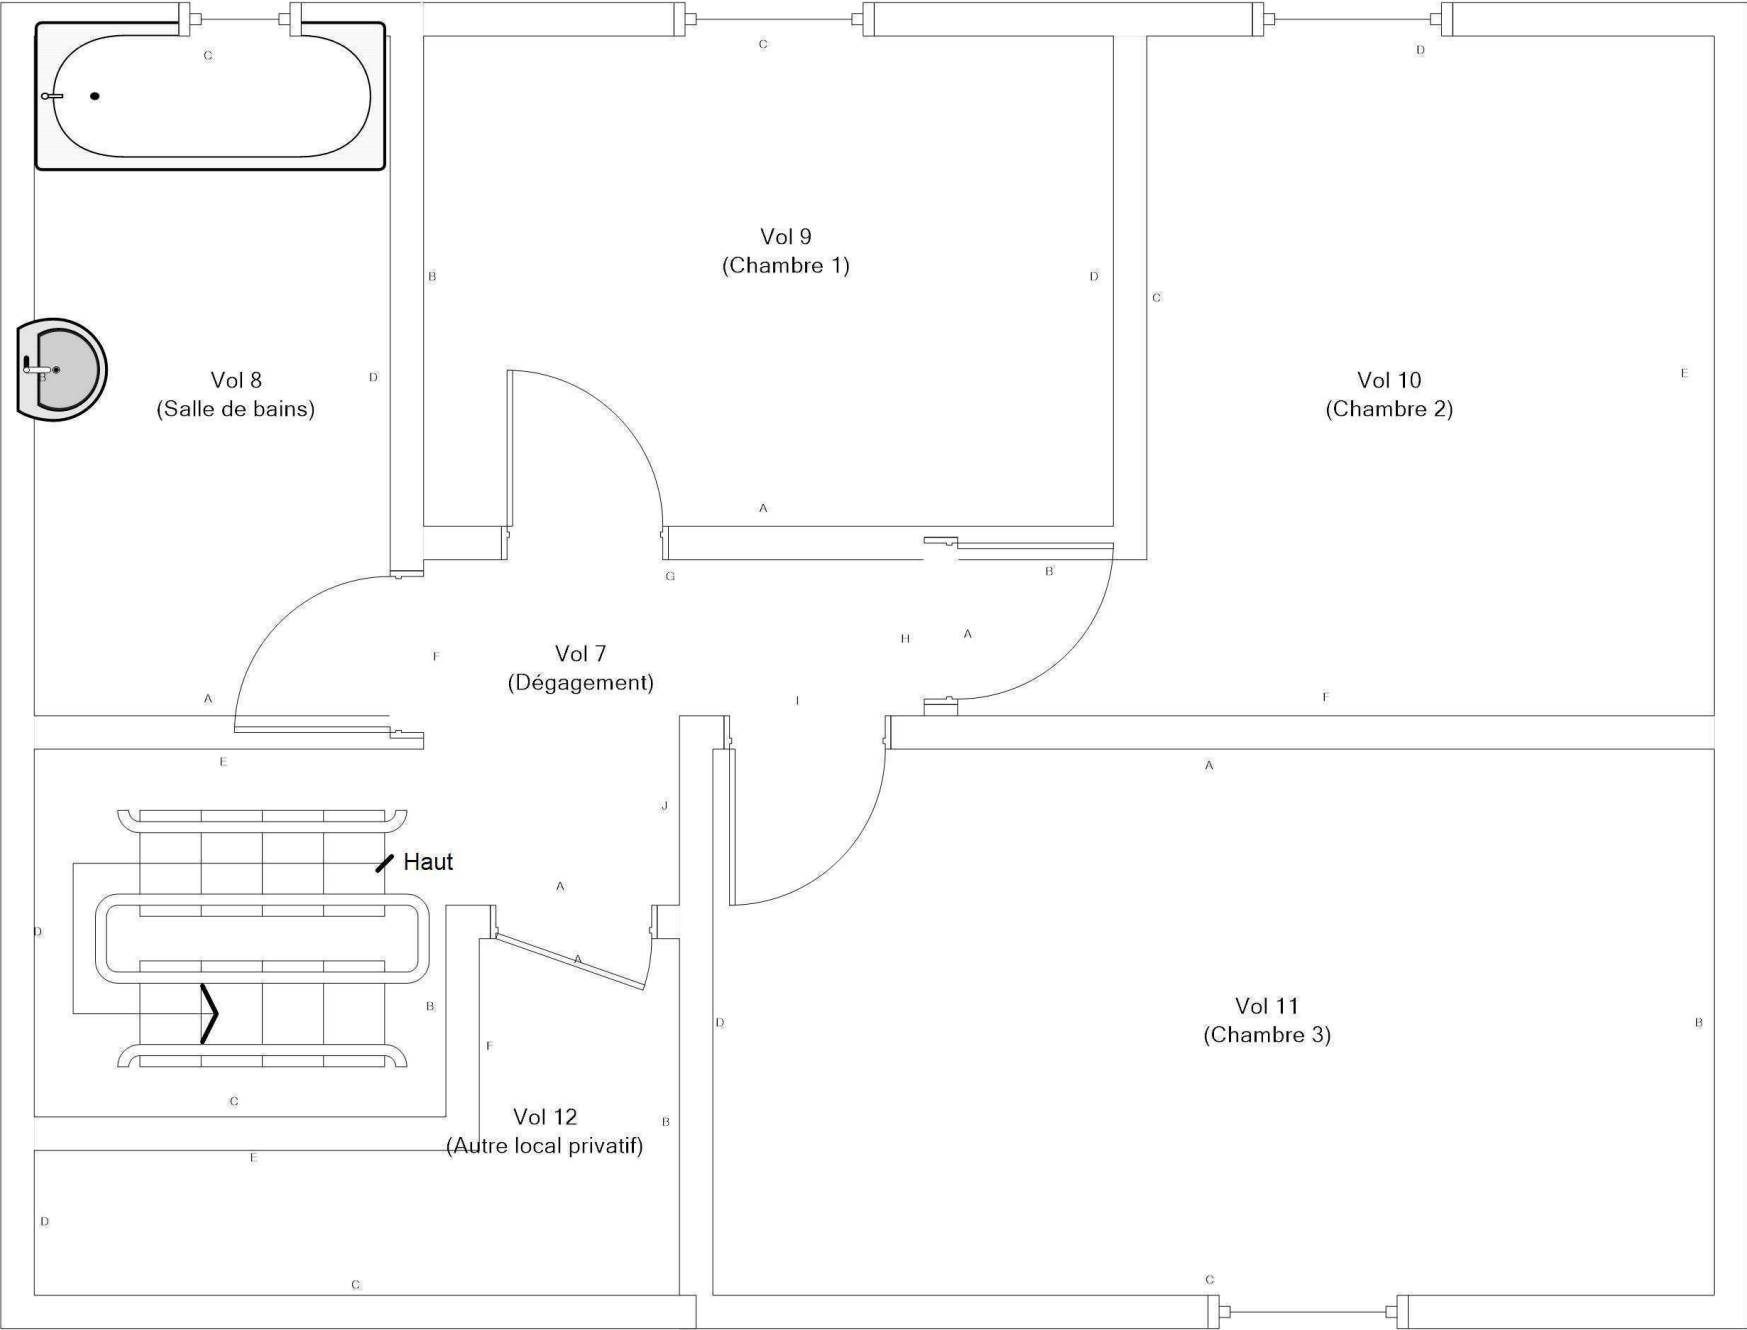 C
C
D
Vol 9
(Chambre 1)
B
D
C
B
Vol 8
(Salle de bains)
D
Vol 10
(Chambre 2)
E
A
G
B
F
Vol 7
(Dégagement)
H
A
A
I
F
E
A
J
Haut
A
D
A
B
F
D
Vol 11
(Chambre 3)
B
C
Vol 12
(Autre local privatif)
B
E
D
C
C